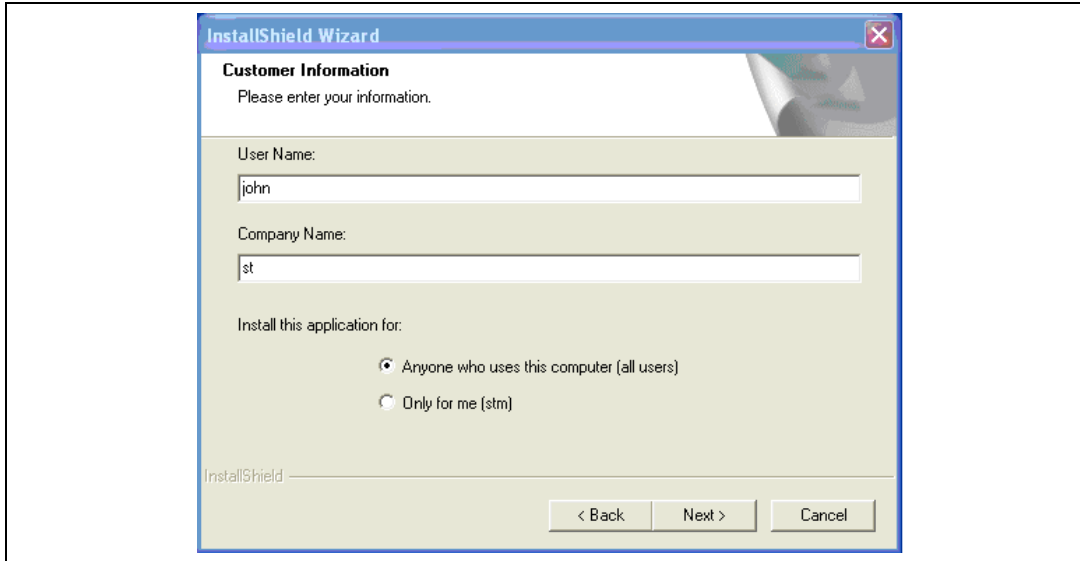 InstallShield Wizard
Customer Information
Please enter your information.
User Name:
john
Company Name:
st
Install this application for:
Anyone who uses this computer (all users)
Only for me (stm)
InstallShield
< Back Next > Cancel